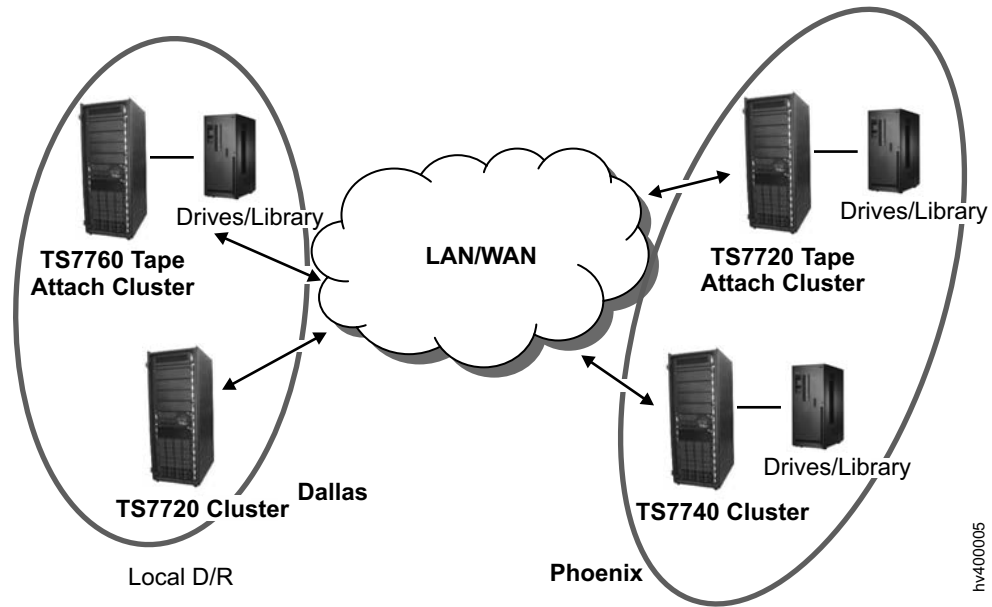 Drives/Library
TS7760 Tape
Attach Cluster
LAN/WAN
Drives/Library
TS7720 Tape
Attach Cluster
TS7720 Cluster
Dallas
Drives/Library
TS7740 Cluster
Local D/R
Phoenix
hv400005